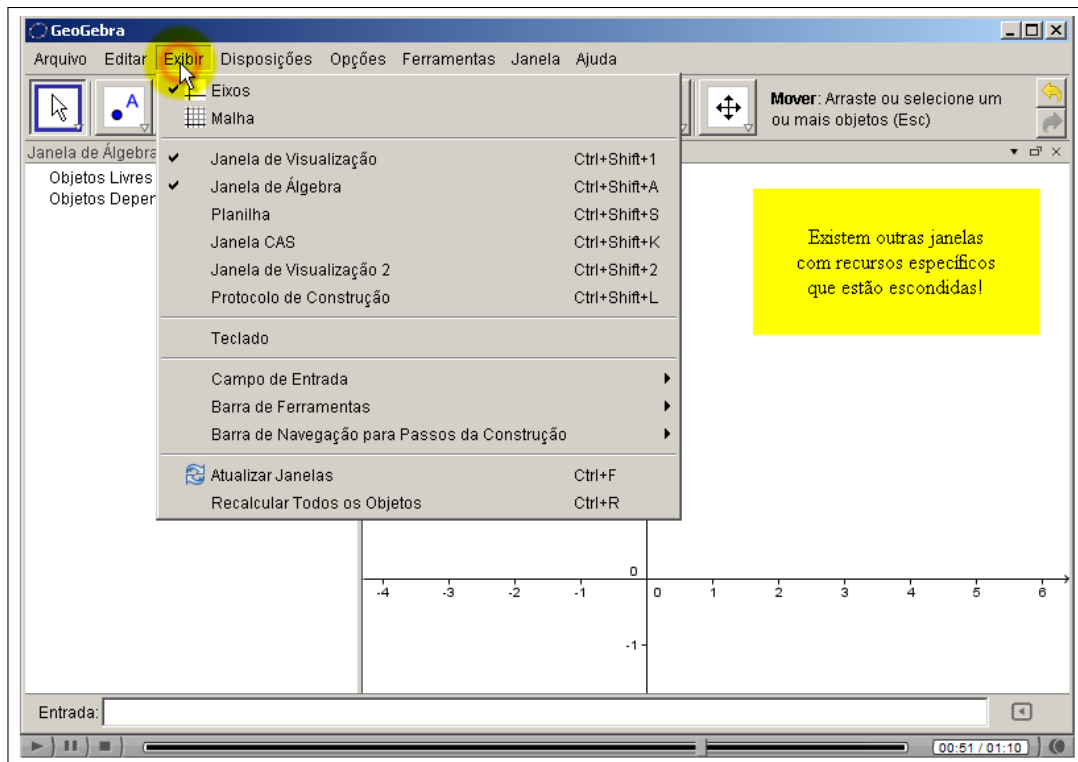 GeoGebra
Arquivo Editar Exibir Disposições Opções Ferramentas Janela Ajuda
A
Mover: Arraste ou selecione um
ou mais objetos (Esc)
Janela de Álgebra
Objetos Livres
Objetos Deper
Eixos
Malha
Janela de Visualização Ctrl+Shift+1
Janela de Álgebra Ctrl+Shift+A
Planilha Ctrl+Shift+S
Janela CAS Ctrl+Shift+K
Janela de Visualização 2 Ctrl+Shift+2
Protocolo de Construção Ctrl+Shift+L
Teclado
Campo de Entrada
Barra de Ferramentas
Barra de Navegação para Passos da Construção
Atualizar Janelas Ctrl+F
Recalcular Todos os Objetos Ctrl+R
Existem outras janelas
com recursos específicos
que estão escondidas!
0
-4 -3 -2 -1 0 1 2 3 4 5 6
-1
Entrada:
00:51 / 01:10